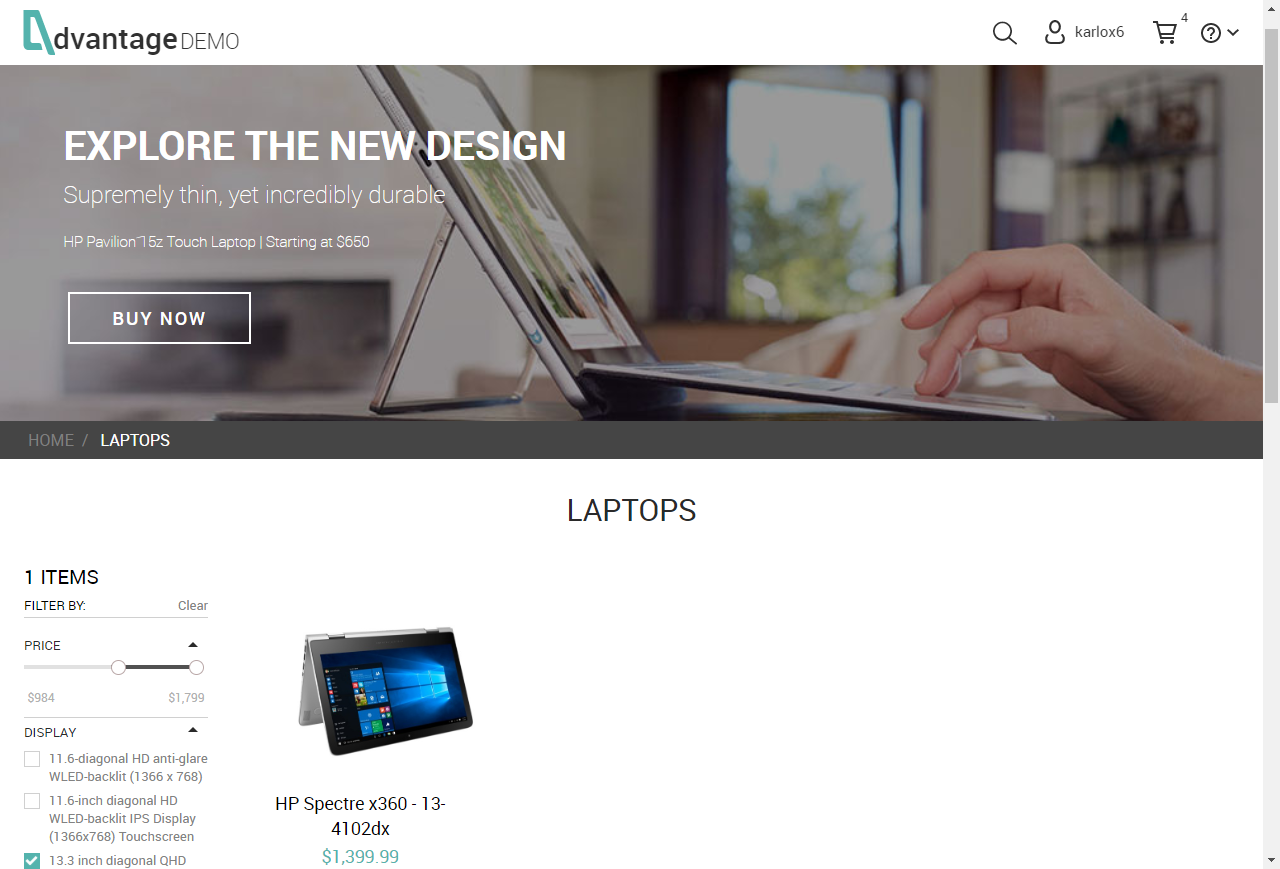 dvantage DEMO
karlox6
4
EXPLORE THE NEW DESIGN
Supremely thin, yet incredibly durable
HP Pavilion 15z Touch Laptop | Starting at $650
BUY NOW
HOME / LAPTOPS
LAPTOPS
1 ITEMS
FILTER BY: Clear
PRICE
$984 $1,799
DISPLAY
11.6-diagonal HD anti-glare
WLED-backlit (1366 x 768)
11.6-inch diagonal HD
WLED-backlit IPS Display
(1366x768) Touchscreen
13.3 inch diagonal QHD
HP Spectre x360 - 13-
4102dx
$1,399.99